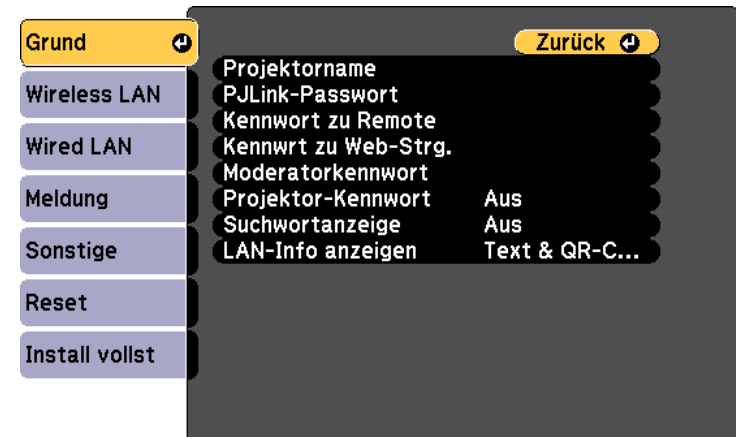 Grund
Wireless LAN
Wired LAN
Meldung
Sonstige
Reset
Install vollst
Zurück
Projektorname
PJLink-Passwort
Kennwort zu Remote
Kennwrt zu Web-Strg.
Moderatorkennwort
Projektor-Kennwort Aus
Suchwortanzeige Aus
LAN-Info anzeigen Text & QR-C...